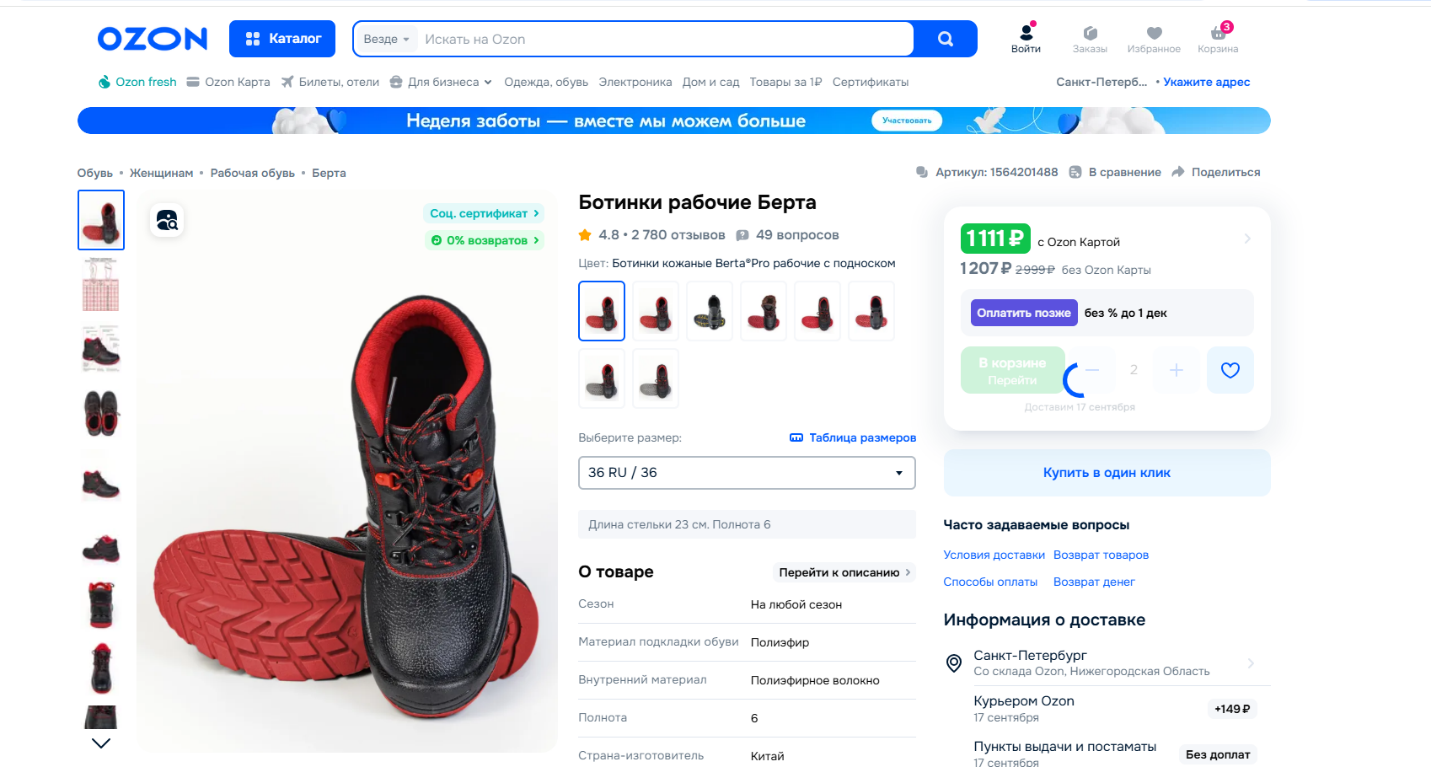 OZON
Каталог
Везде
Искать на Ozon
Войти
Заказы
Избранное
3
Корзина
Ozon fresh
Ozon Карта
Билеты, отели
Для бизнеса
Одежда, обувь
Электроника
Дом и сад
Товары за 1₽
Сертификаты
Санкт-Петерб... • Укажите адрес
Неделя заботы — вместе мы можем больше
Участвовать
Обувь • Женщинам • Рабочая обувь • Берта
Артикул: 1564201488
В сравнение
Поделиться
Соц. сертификат
0% возвратов
Ботинки рабочие Берта
4.8 • 2 780 отзывов
49 вопросов
Цвет: Ботинки кожаные Berta®Pro рабочие с подноском
Выберите размер:
Таблица размеров
36 RU / 36
Длина стельки 23 см. Полнота 6
О товаре
Перейти к описанию
Сезон
На любой сезон
Материал подкладки обуви
Полиэфир
Внутренний материал
Полиэфирное волокно
Полнота
6
Страна-изготовитель
Китай
1 111 ₽ с Ozon Картой
1 207 ₽ 2 999 ₽ без Ozon Карты
Оплатить позже без % до 1 дек
В корзине
Перейти
2
Доставим 17 сентября
Купить в один клик
Часто задаваемые вопросы
Условия доставки
Возврат товаров
Способы оплаты
Возврат денег
Информация о доставке
Санкт-Петербург
Со склада Ozon, Нижегородская Область
Курьером Ozon
17 сентября
+149 ₽
Пункты выдачи и постаматы
17 сентября
Без доплат